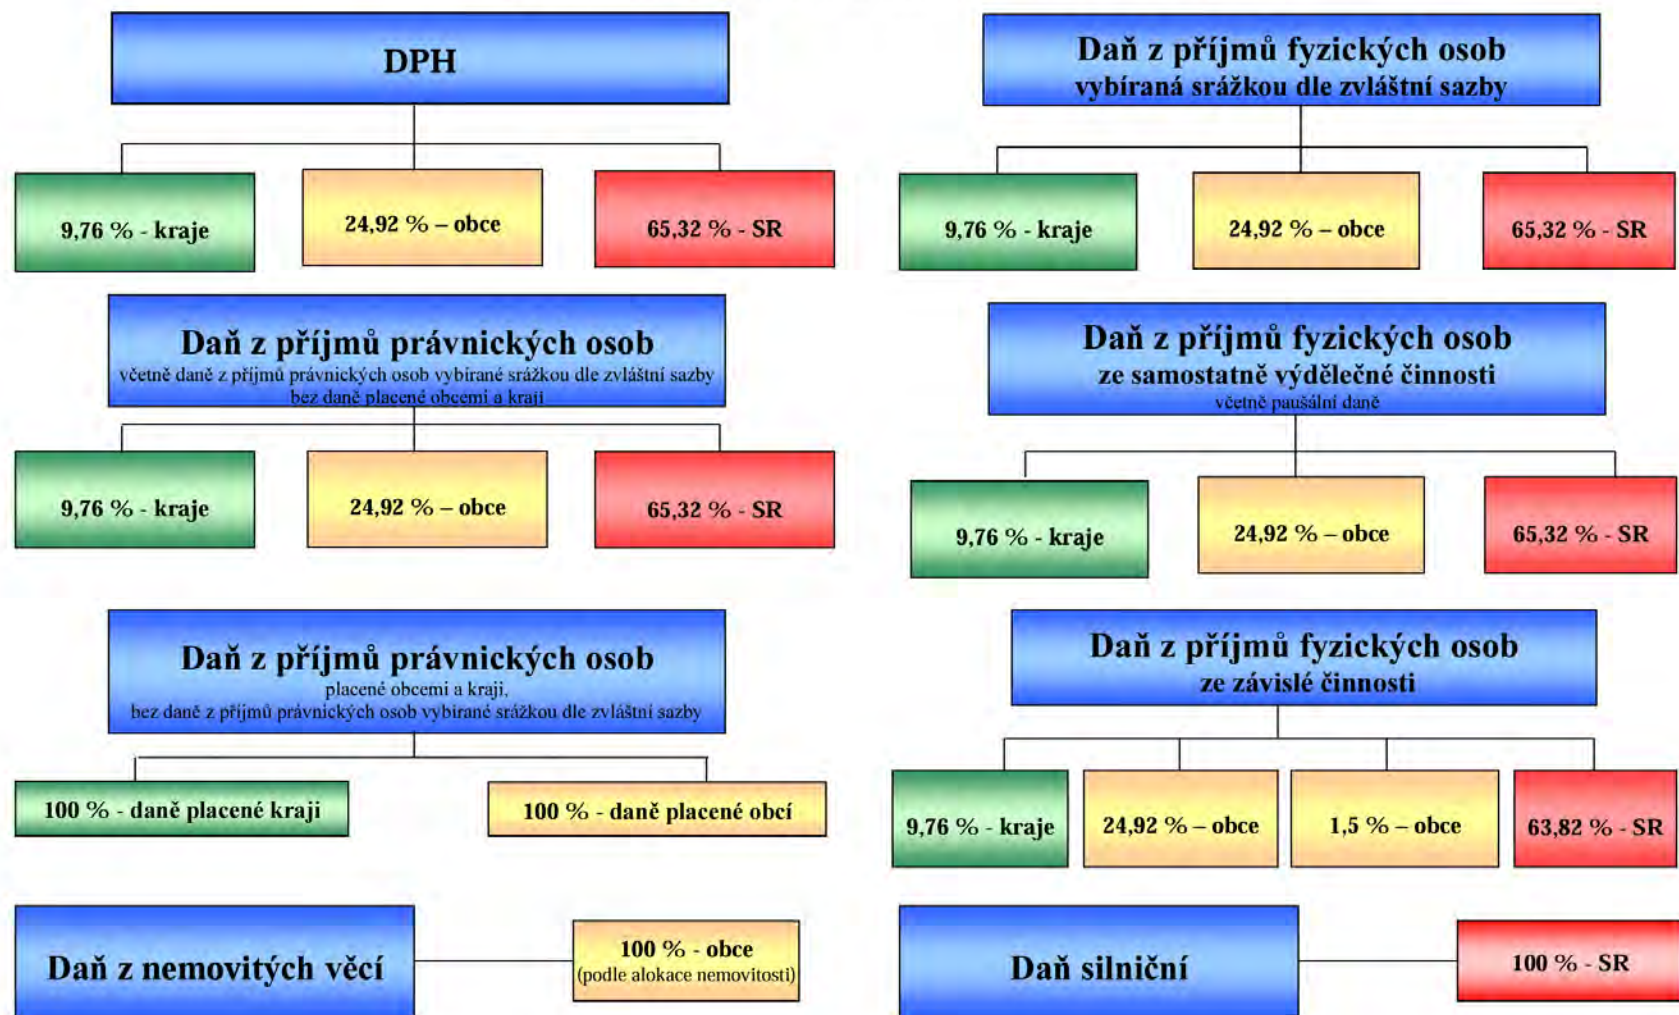 DPH
9,76 % - kraje
24,92 % – obce
65,32 % - SR
Daň z příjmů fyzických osob
vybíraná srážkou dle zvláštní sazby
9,76 % - kraje
24,92 % – obce
65,32 % - SR
Daň z příjmů právnických osob
včetně daně z příjmů právnických osob vybírané srážkou dle zvláštní sazby
bez daně placené obcemi a kraji
9,76 % - kraje
24,92 % – obce
65,32 % - SR
Daň z příjmů fyzických osob
ze samostatně výdělečné činnosti
včetně paušální daně
9,76 % - kraje
24,92 % – obce
65,32 % - SR
Daň z příjmů právnických osob
placené obcemi a kraji,
bez daně z příjmů právnických osob vybírané srážkou dle zvláštní sazby
100 % - daně placené kraji
100 % - daně placené obcí
Daň z příjmů fyzických osob
ze závislé činnosti
9,76 % - kraje
24,92 % – obce
1,5 % – obce
63,82 % - SR
Daň z nemovitých věcí
100 % - obce
(podle alokace nemovitosti)
Daň silniční
100 % - SR